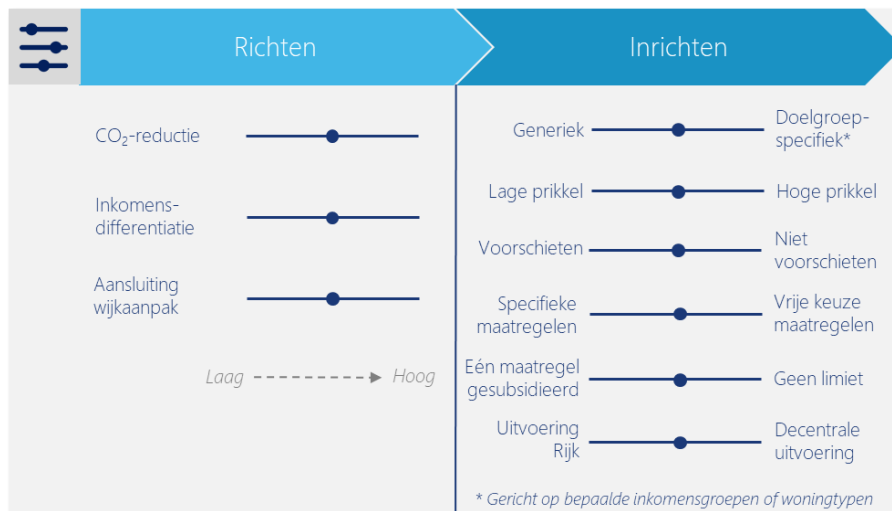 Richten
Inrichten
CO₂-reductie
Inkomens-
differentiatie
Aansluiting
wijkaanpak
Laag
Hoog
Generiek
Doelgroep-
specifiek*
Lage prikkel
Hoge prikkel
Voorschieten
Niet
voorschieten
Specifieke
maatregelen
Vrije keuze
maatregelen
Eén maatregel
gesubsidieerd
Geen limiet
Uitvoering
Rijk
Decentrale
uitvoering
* Gericht op bepaalde inkomensgroepen of woningtypen